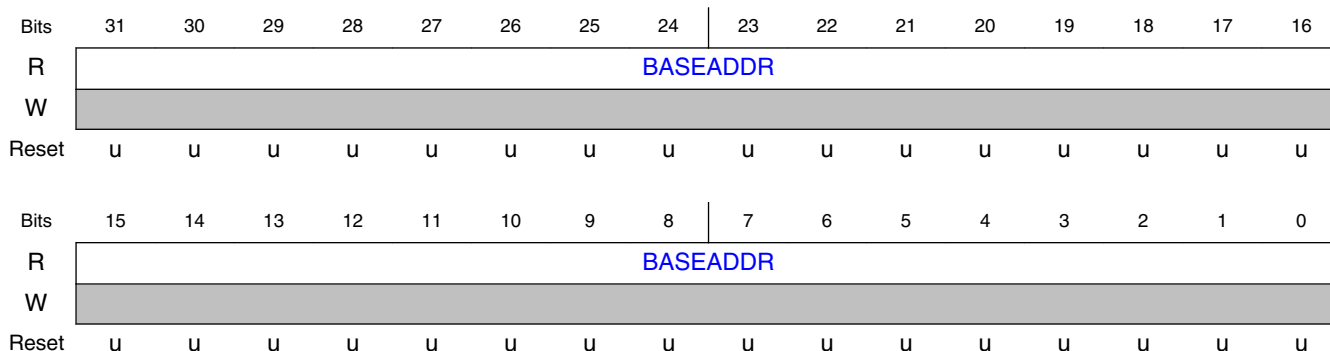 Bits 31 30 29 28 27 26 25 24 23 22 21 20 19 18 17 16
R BASEADDR
W
Reset u u u u u u u u u u u u u u u u
Bits 15 14 13 12 11 10 9 8 7 6 5 4 3 2 1 0
R BASEADDR
W
Reset u u u u u u u u u u u u u u u u